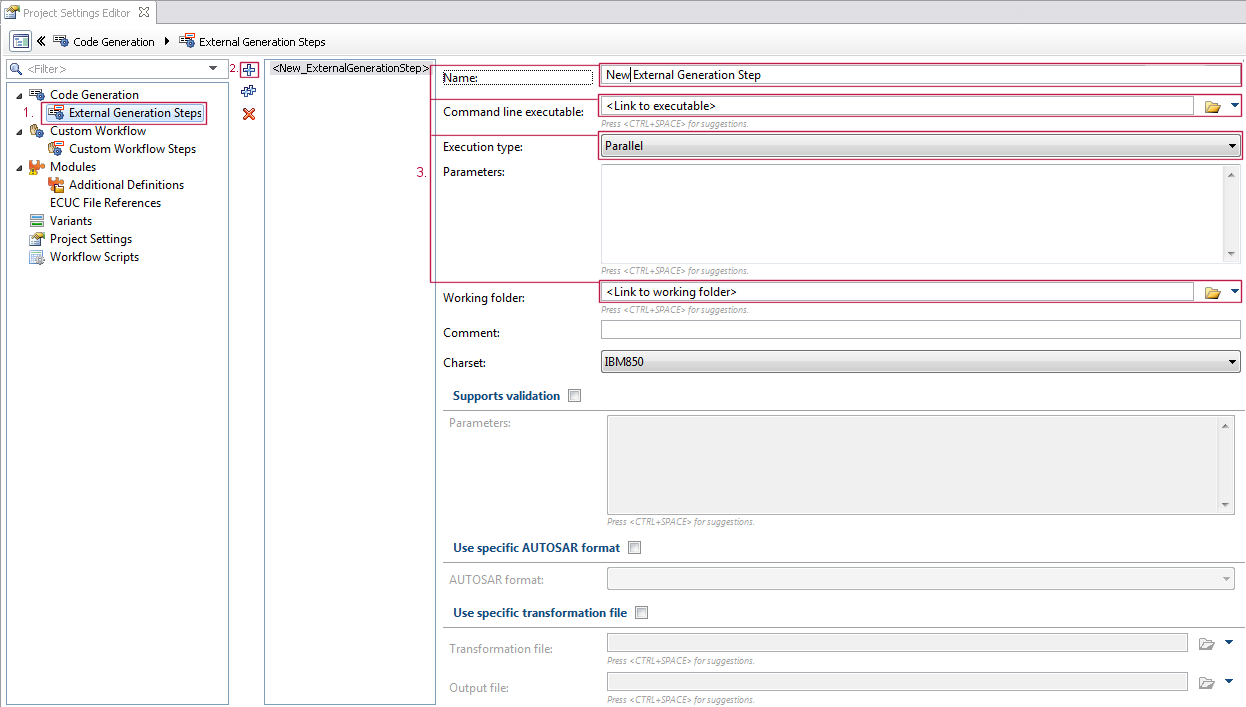 Project Settings Editor
Code Generation External Generation Steps
<Filter>
2.
<New_ExternalGenerationStep>
Code Generation
1.
External Generation Steps
Custom Workflow
Custom Workflow Steps
Modules
Additional Definitions
ECUC File References
Variants
Project Settings
Workflow Scripts
3.
Name: New External Generation Step
Command line executable: <Link to executable>
Press <CTRL+SPACE> for suggestions.
Execution type: Parallel
Parameters:
Press <CTRL+SPACE> for suggestions.
Working folder: <Link to working folder>
Press <CTRL+SPACE> for suggestions.
Comment:
Charset: IBM850
Supports validation
Parameters:
Press <CTRL+SPACE> for suggestions.
Use specific AUTOSAR format
AUTOSAR format:
Use specific transformation file
Transformation file:
Press <CTRL+SPACE> for suggestions.
Output file:
Press <CTRL+SPACE> for suggestions.